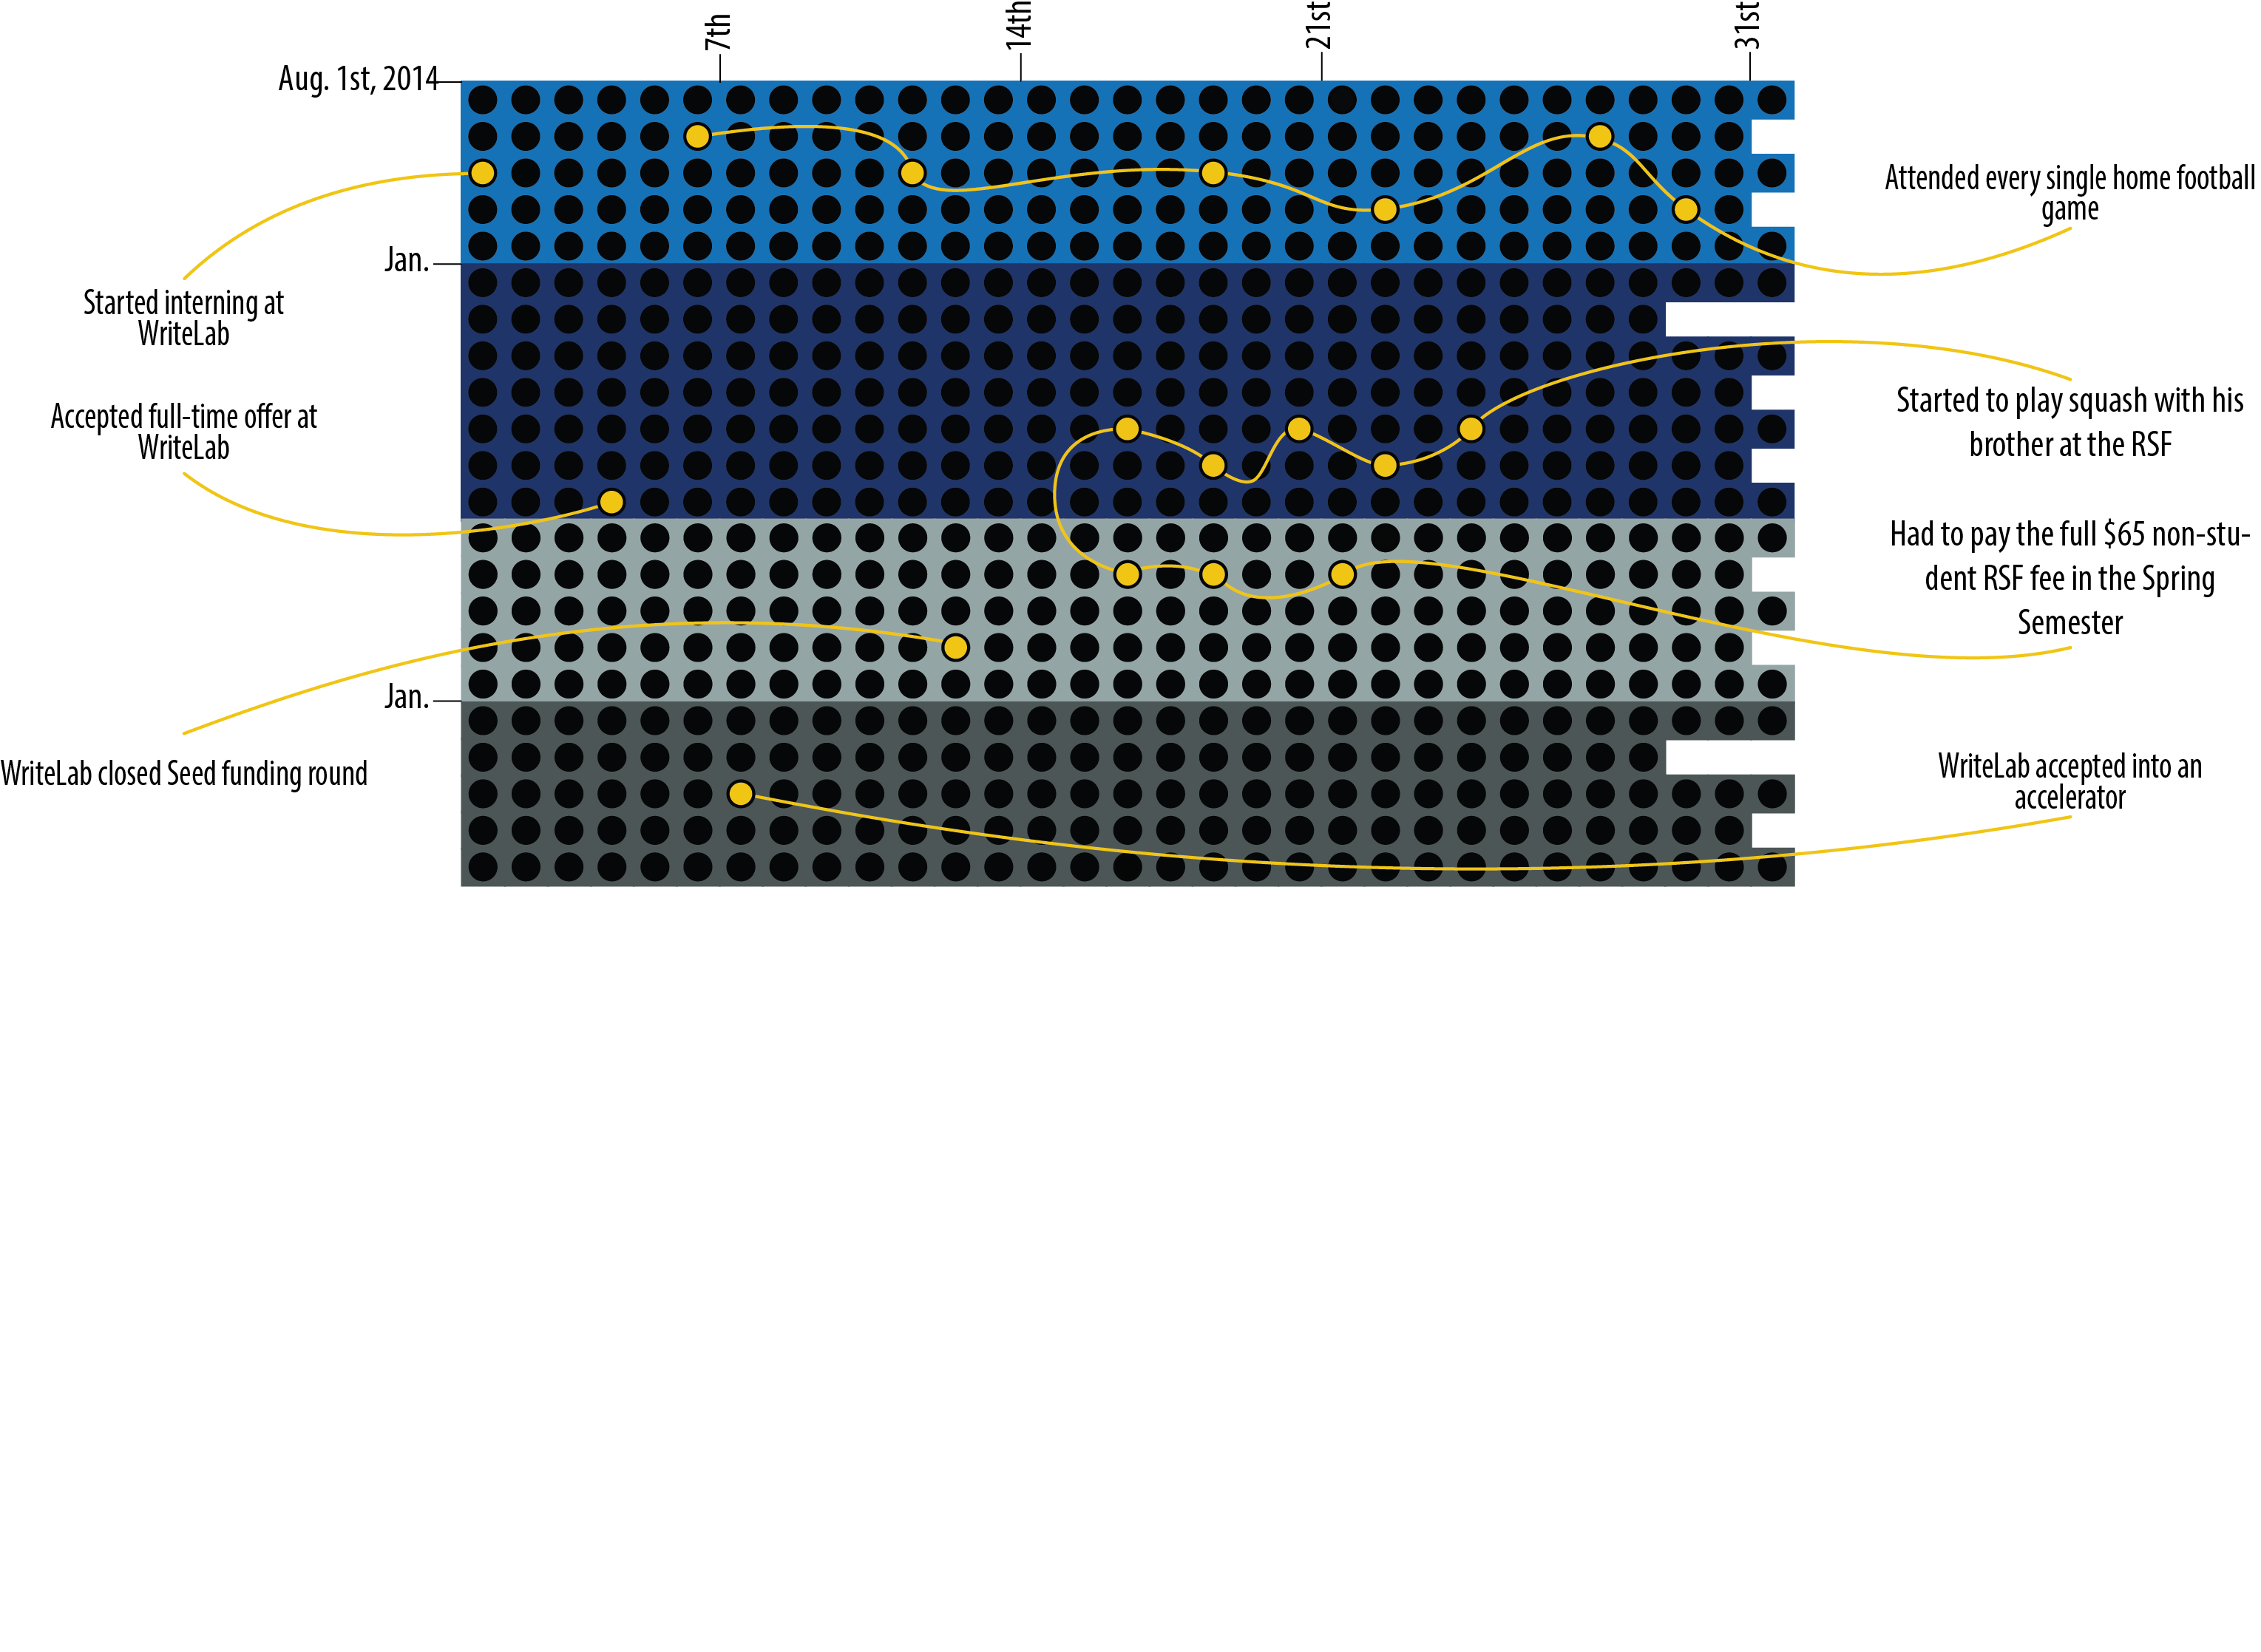 7th
14th
21st
31st
Aug. 1st, 2014
Attended every single home football
game
Jan.
Started interning at
WriteLab
Accepted full-time offer at
WriteLab
Started to play squash with his
brother at the RSF
Had to pay the full $65 non-stu-
dent RSF fee in the Spring
Semester
Jan.
WriteLab closed Seed funding round
WriteLab accepted into an
accelerator